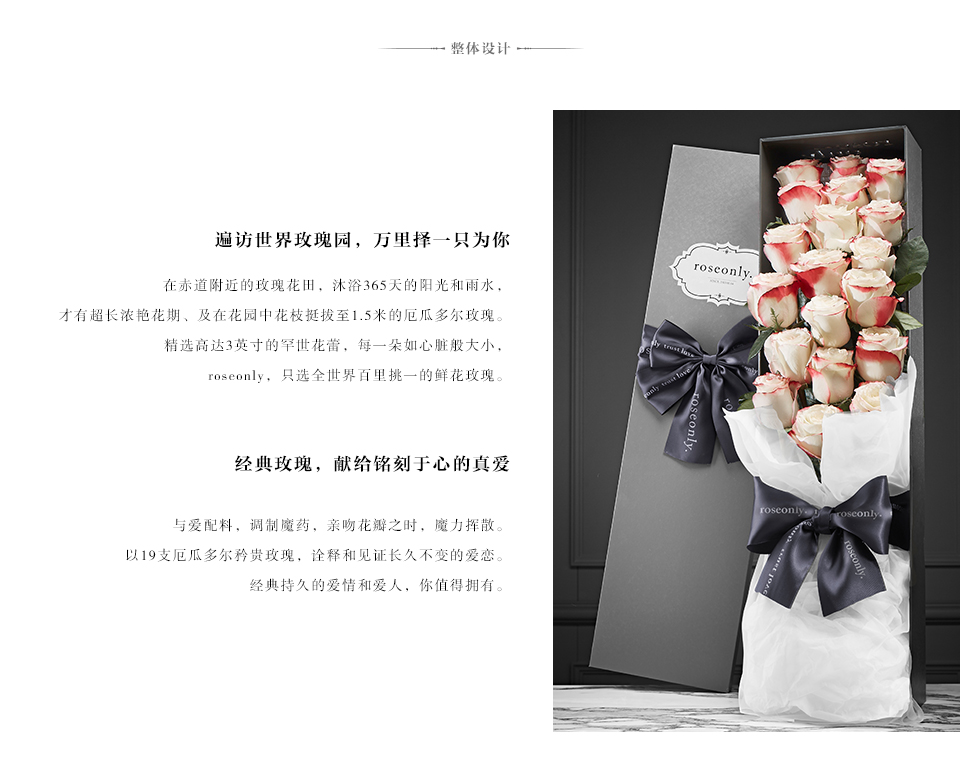 整体设计
遍访世界玫瑰园，万里择一只为你
在赤道附近的玫瑰花田，沐浴365天的阳光和雨水，
才有超长浓艳花期、及在花园中花枝挺拔至1.5米的厄瓜多尔玫瑰。
精选高达3英寸的罕世花蕾，每一朵如心脏般大小，
roseonly，只选全世界百里挑一的鲜花玫瑰。
经典玫瑰，献给铭刻于心的真爱
与爱配料，调制魔药，亲吻花瓣之时，魔力挥散。
以19支厄瓜多尔矜贵玫瑰，诠释和见证长久不变的爱恋。
经典持久的爱情和爱人，你值得拥有。
roseonly.
only trust love
only trust love
roseonly.
roseonly.
roseonly.
roseonly.